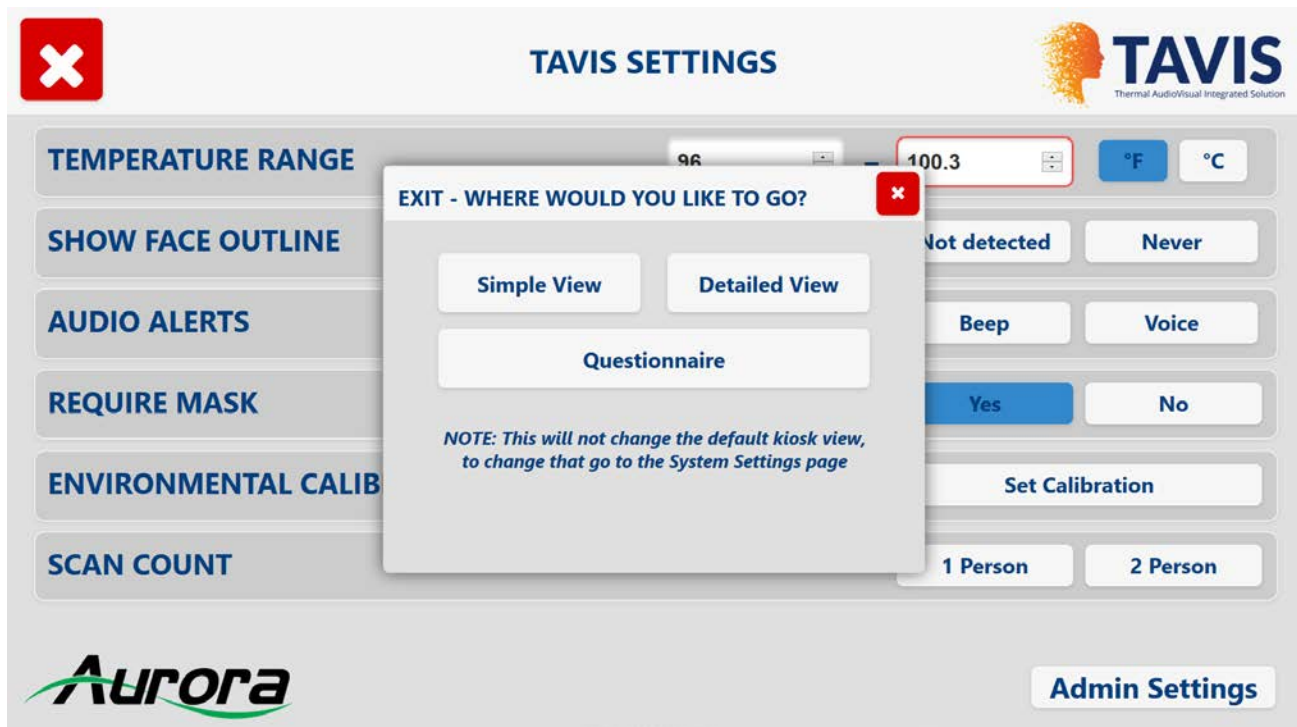 TAVIS SETTINGS
TAVIS
Thermal AudioVisual Integrated Solution
TEMPERATURE RANGE
96 – 100.3 °F °C
EXIT - WHERE WOULD YOU LIKE TO GO?
SHOW FACE OUTLINE
Not detected Never
Simple View Detailed View
AUDIO ALERTS
Beep Voice
Questionnaire
REQUIRE MASK
Yes No
NOTE: This will not change the default kiosk view,
to change that go to the System Settings page
ENVIRONMENTAL CALIB
Set Calibration
SCAN COUNT
1 Person 2 Person
Aurora
Admin Settings